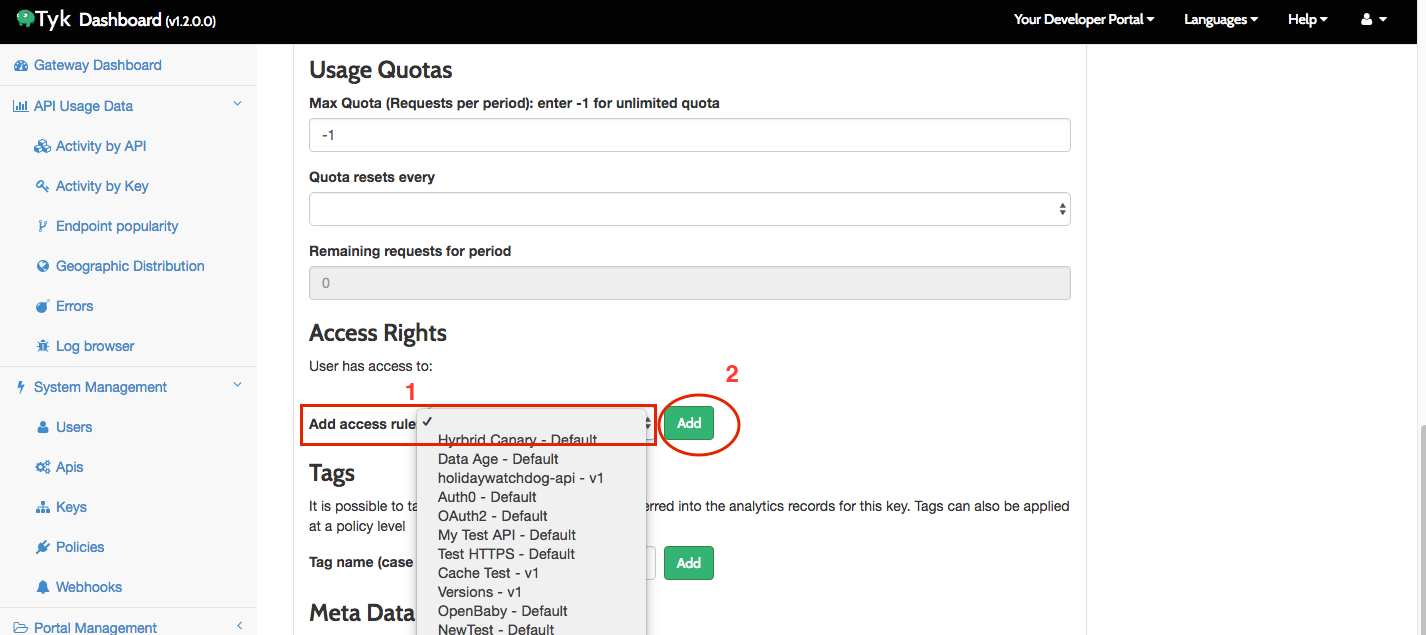 Tyk Dashboard (v1.2.0.0)
Your Developer Portal
Languages
Help
Gateway Dashboard
API Usage Data
Activity by API
Activity by Key
Endpoint popularity
Geographic Distribution
Errors
Log browser
System Management
Users
Apis
Keys
Policies
Webhooks
Portal Management
Usage Quotas
Max Quota (Requests per period): enter -1 for unlimited quota
-1
Quota resets every
Remaining requests for period
0
Access Rights
User has access to:
1
2
Add access rule
Add
Hyrbrid Canary - Default
Data Age - Default
holidaywatchdog-api - v1
Auth0 - Default
OAuth2 - Default
My Test API - Default
Test HTTPS - Default
Cache Test - v1
Versions - v1
OpenBaby - Default
NewTest - Default
Tags
It is possible to ta
erred into the analytics records for this key. Tags can also be applied
at a policy level
Tag name (case
Add
Meta Data